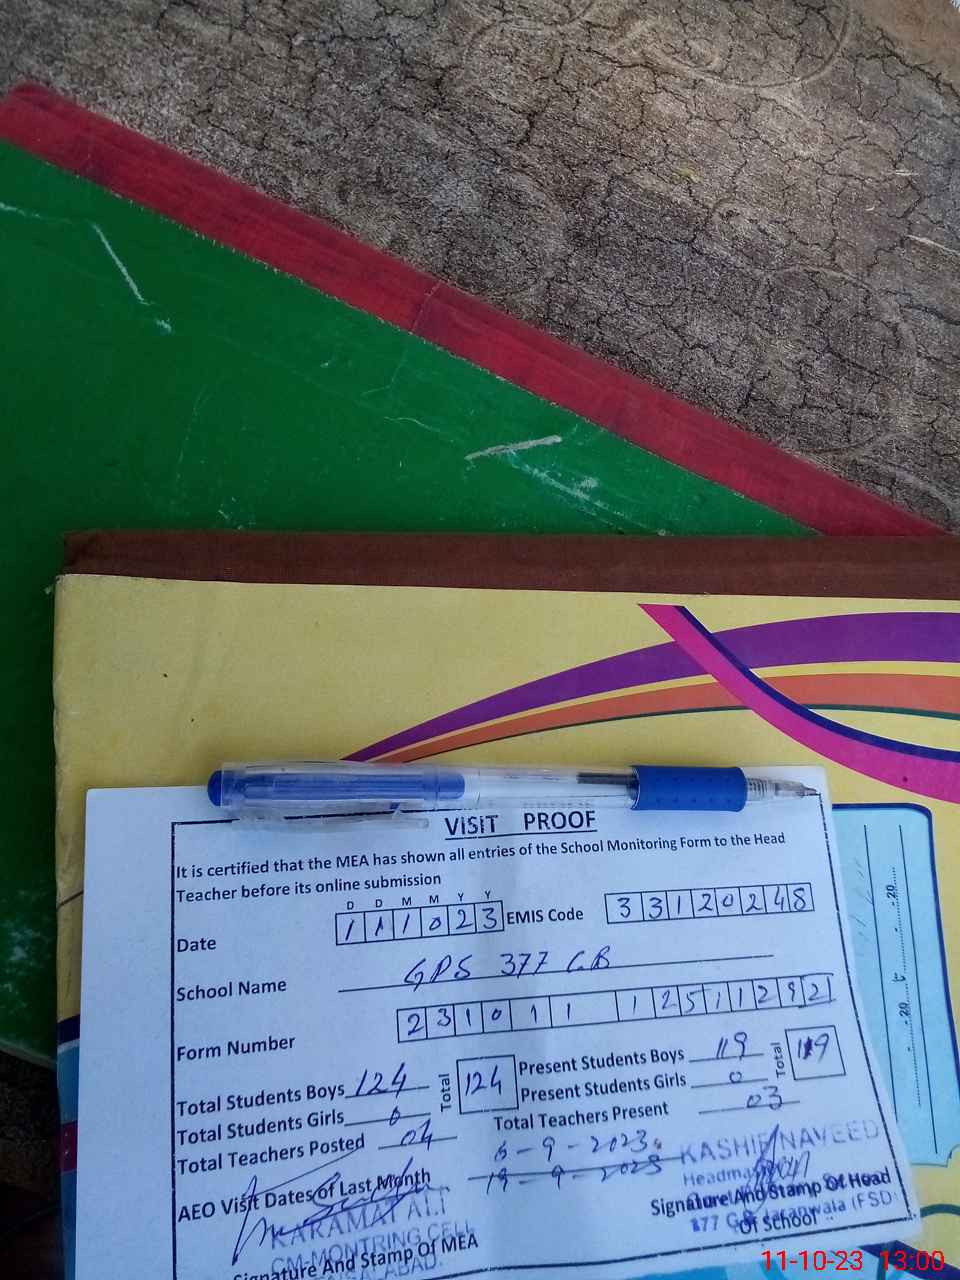 VISIT PROOF
It is certified that the MEA has shown all entries of the School Monitoring Form to the Head
Teacher before its online submission
D D M M Y Y
Date 1 1 1 0 2 3 EMIS Code 3 3 1 2 0 2 4 8
School Name GPS 377 GB
Form Number 2 3 1 0 1 1 1 2 5 1 1 2 9 2
Total Students Boys 124 Total 124 Present Students Boys 119 Total 119
Total Students Girls 0 Present Students Girls 0
Total Teachers Posted 04 Total Teachers Present 03
AEO Visit Dates of Last Month 6-9-2023
19-9-2023
KASHIF NAVEED
Signature And Stamp Of Head
Of School
Jaranwala (FSD)
KARAMAT ALI
CM-MONTRING CELL
Signature And Stamp Of MEA
20
20
11-10-23 13:00